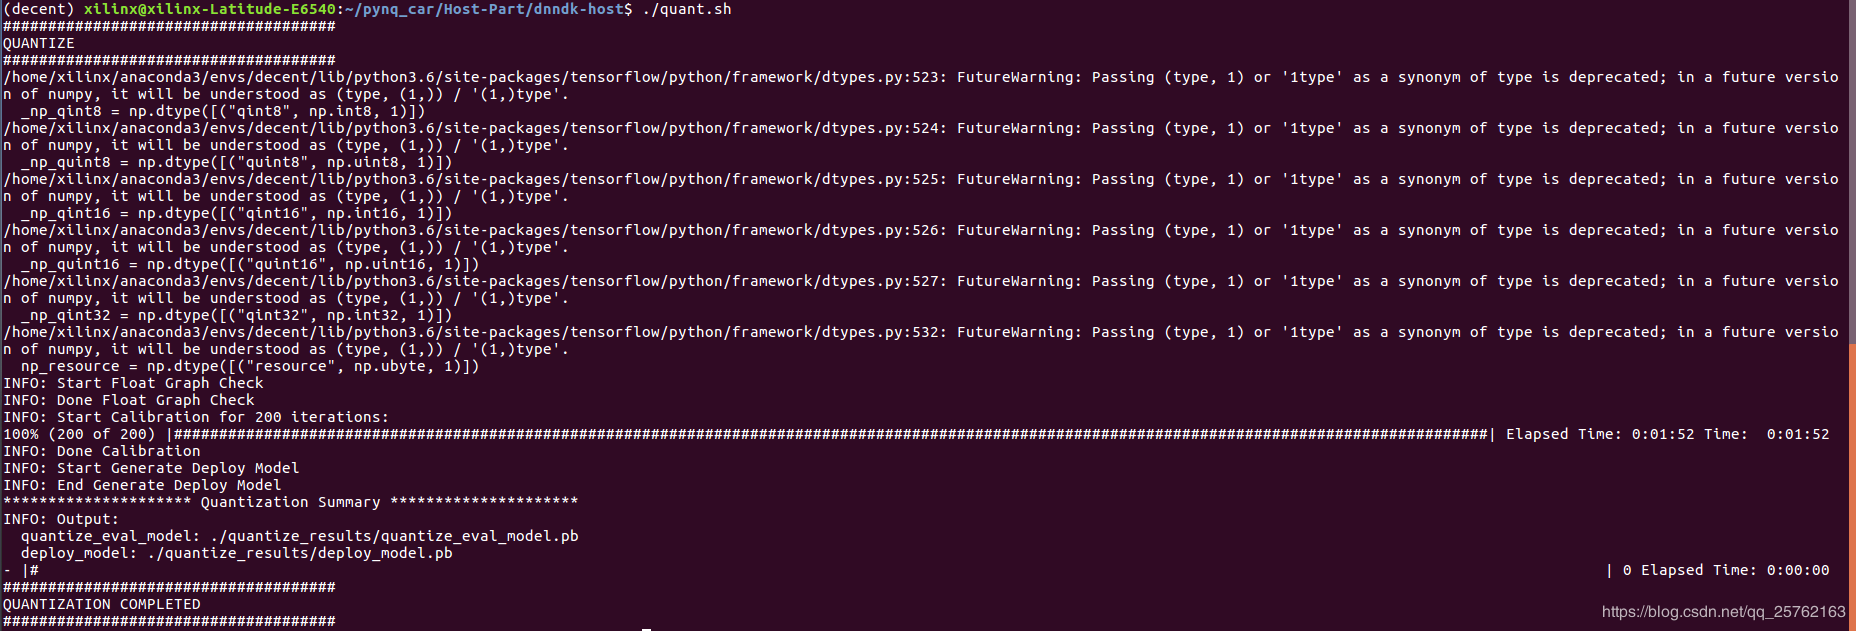 (decent) xilinx@xilinx-Latitude-E6540:~/pynq_car/Host-Part/dnndk-host$ ./quant.sh
#####################################
QUANTIZE
#####################################
/home/xilinx/anaconda3/envs/decent/lib/python3.6/site-packages/tensorflow/python/framework/dtypes.py:523: FutureWarning: Passing (type, 1) or '1type' as a synonym of type is deprecated; in a future versio
n of numpy, it will be understood as (type, (1,)) / '(1,)type'.
  _np_qint8 = np.dtype([("qint8", np.int8, 1)])
/home/xilinx/anaconda3/envs/decent/lib/python3.6/site-packages/tensorflow/python/framework/dtypes.py:524: FutureWarning: Passing (type, 1) or '1type' as a synonym of type is deprecated; in a future versio
n of numpy, it will be understood as (type, (1,)) / '(1,)type'.
  _np_quint8 = np.dtype([("quint8", np.uint8, 1)])
/home/xilinx/anaconda3/envs/decent/lib/python3.6/site-packages/tensorflow/python/framework/dtypes.py:525: FutureWarning: Passing (type, 1) or '1type' as a synonym of type is deprecated; in a future versio
n of numpy, it will be understood as (type, (1,)) / '(1,)type'.
  _np_qint16 = np.dtype([("qint16", np.int16, 1)])
/home/xilinx/anaconda3/envs/decent/lib/python3.6/site-packages/tensorflow/python/framework/dtypes.py:526: FutureWarning: Passing (type, 1) or '1type' as a synonym of type is deprecated; in a future versio
n of numpy, it will be understood as (type, (1,)) / '(1,)type'.
  _np_quint16 = np.dtype([("quint16", np.uint16, 1)])
/home/xilinx/anaconda3/envs/decent/lib/python3.6/site-packages/tensorflow/python/framework/dtypes.py:527: FutureWarning: Passing (type, 1) or '1type' as a synonym of type is deprecated; in a future versio
n of numpy, it will be understood as (type, (1,)) / '(1,)type'.
  _np_qint32 = np.dtype([("qint32", np.int32, 1)])
/home/xilinx/anaconda3/envs/decent/lib/python3.6/site-packages/tensorflow/python/framework/dtypes.py:532: FutureWarning: Passing (type, 1) or '1type' as a synonym of type is deprecated; in a future versio
n of numpy, it will be understood as (type, (1,)) / '(1,)type'.
  np_resource = np.dtype([("resource", np.ubyte, 1)])
INFO: Start Float Graph Check
INFO: Done Float Graph Check
INFO: Start Calibration for 200 iterations:
100% (200 of 200) |##################################################################################################################################################| Elapsed Time: 0:01:52 Time:  0:01:52
INFO: Done Calibration
INFO: Start Generate Deploy Model
INFO: End Generate Deploy Model
********************* Quantization Summary *********************
INFO: Output:
  quantize_eval_model: ./quantize_results/quantize_eval_model.pb
  deploy_model: ./quantize_results/deploy_model.pb
- |# | 0 Elapsed Time: 0:00:00
#####################################
QUANTIZATION COMPLETED
#####################################
https://blog.csdn.net/qq_25762163